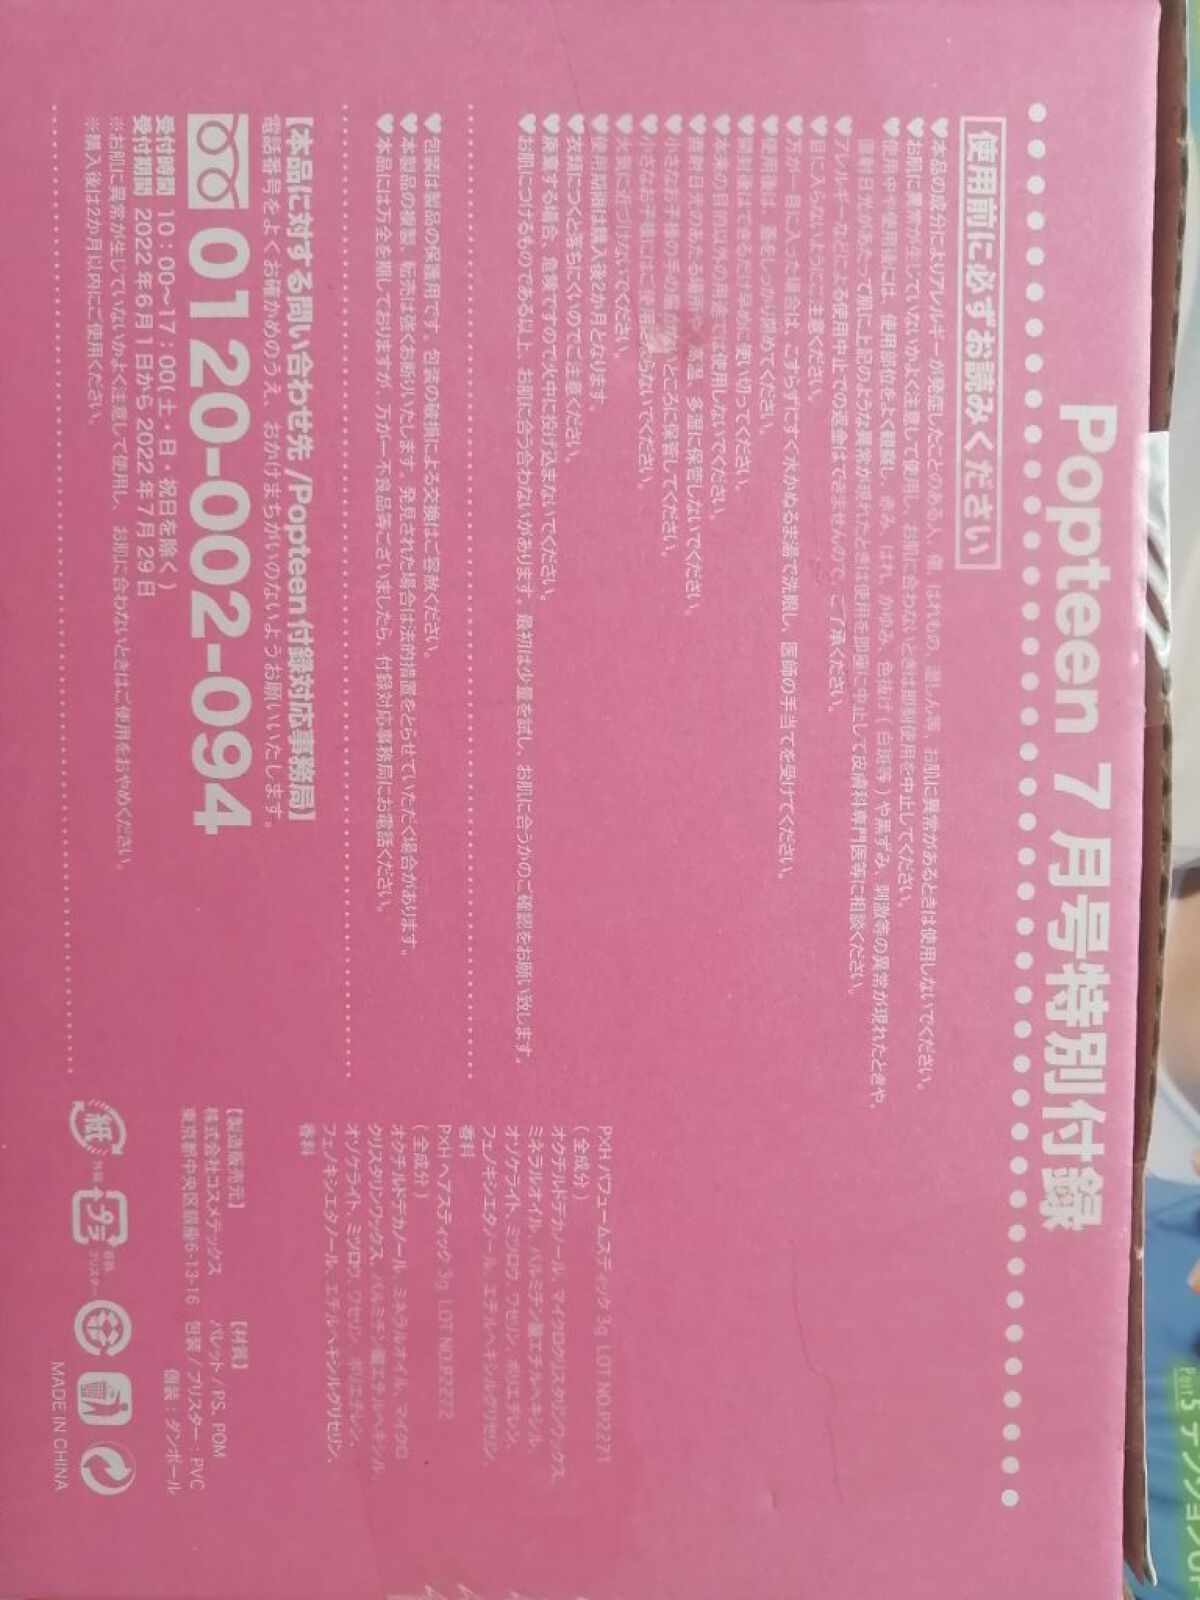 Popteen 7月号特別付録
使用前に必ずお読みください
♥本品の成分によりアレルギーが発症したことのある人、傷、はれもの、湿しん等、お肌に異常があるときは使用しないでください。
♥お肌に異常が生じていないかよく注意して使用し、お肌に合わないときは即刻使用を中止してください。
♥使用中や使用後には、使用部位をよく観察し、赤み、はれ、かゆみ、色抜け(白斑等)や黒ずみ、刺激等の異常が現れたときや、
直射日光があたって肌に上記のような異常が現れたときは使用を即座に中止して皮膚科専門医等に相談ください。
♥アレルギーなどによる使用中止での返金はできませんので、ご了承ください。
♥目に入らないようにご注意ください。
♥万が一目に入った場合は、こすらずにすぐ水かぬるま湯で洗眼し、医師の手当てを受けてください。
♥使用後は、蓋をしっかり閉めてください。
♥開封後はできるだけ早めに使い切ってください。
♥本来の目的以外の用途では使用しないでください。
♥直射日光のあたる場所や、高温、多湿に保管しないでください。
♥小さなお子様の手の届かないところに保管してください。
♥小さなお子様にはご使用にならないでください。
♥火気に近づけないでください。
♥使用期限は購入後2か月となります。
♥衣類につくと落ちにくいのでご注意ください。
♥廃棄する場合、危険ですので火中に投げ込まないでください。
♥お肌につけるものである以上、お肌に合う合わないがあります。最初は少量を試し、お肌に合うかのご確認をお願い致します。
♥包装は製品の保護用です。包装の破損による交換はご容赦ください。
♥本製品の複製、転売は強くお断りいたします。発見された場合は法的措置をとらせていただく場合があります。
♥本品には万全を期しておりますが、万が一不良品等ございましたら、付録対応事務局にお電話ください。
【本品に対する問い合わせ先/Popteen付録対応事務局】
電話番号をよくお確かめのうえ、おかけまちがいのないようお願いいたします。
0120-002-094
受付時間 10:00〜17:00(土・日・祝日を除く)
受付期間 2022年6月1日から2022年7月29日
※お肌に異常が生じていないかよく注意して使用し、お肌に合わないときはご使用をおやめください。
※購入後は2か月以内にご使用ください。
P×H パフュームスティック 3g LOT NO.P2271
(全成分)
オクチルドデカノール、マイクロクリスタリンワックス、
ミネラルオイル、パルミチン酸エチルヘキシル、
オゾケライト、ミツロウ、ワセリン、ポリエチレン、
フェノキシエタノール、エチルヘキシルグリセリン、
香料
P×H ヘアスティック 3g LOT NO.P2272
(全成分)
オクチルドデカノール、ミネラルオイル、マイクロ
クリスタリンワックス、パルミチン酸エチルヘキシル、
オゾケライト、ミツロウ、ワセリン、ポリエチレン、
フェノキシエタノール、エチルヘキシルグリセリン、
香料
【製造販売元】
株式会社コスメテックス
東京都中央区銀座6-13-16
【材質】
パレット/PS、POM
包装/ブリスター:PVC
個装:ダンボール
紙
プラ
MADE IN CHINA
Part5